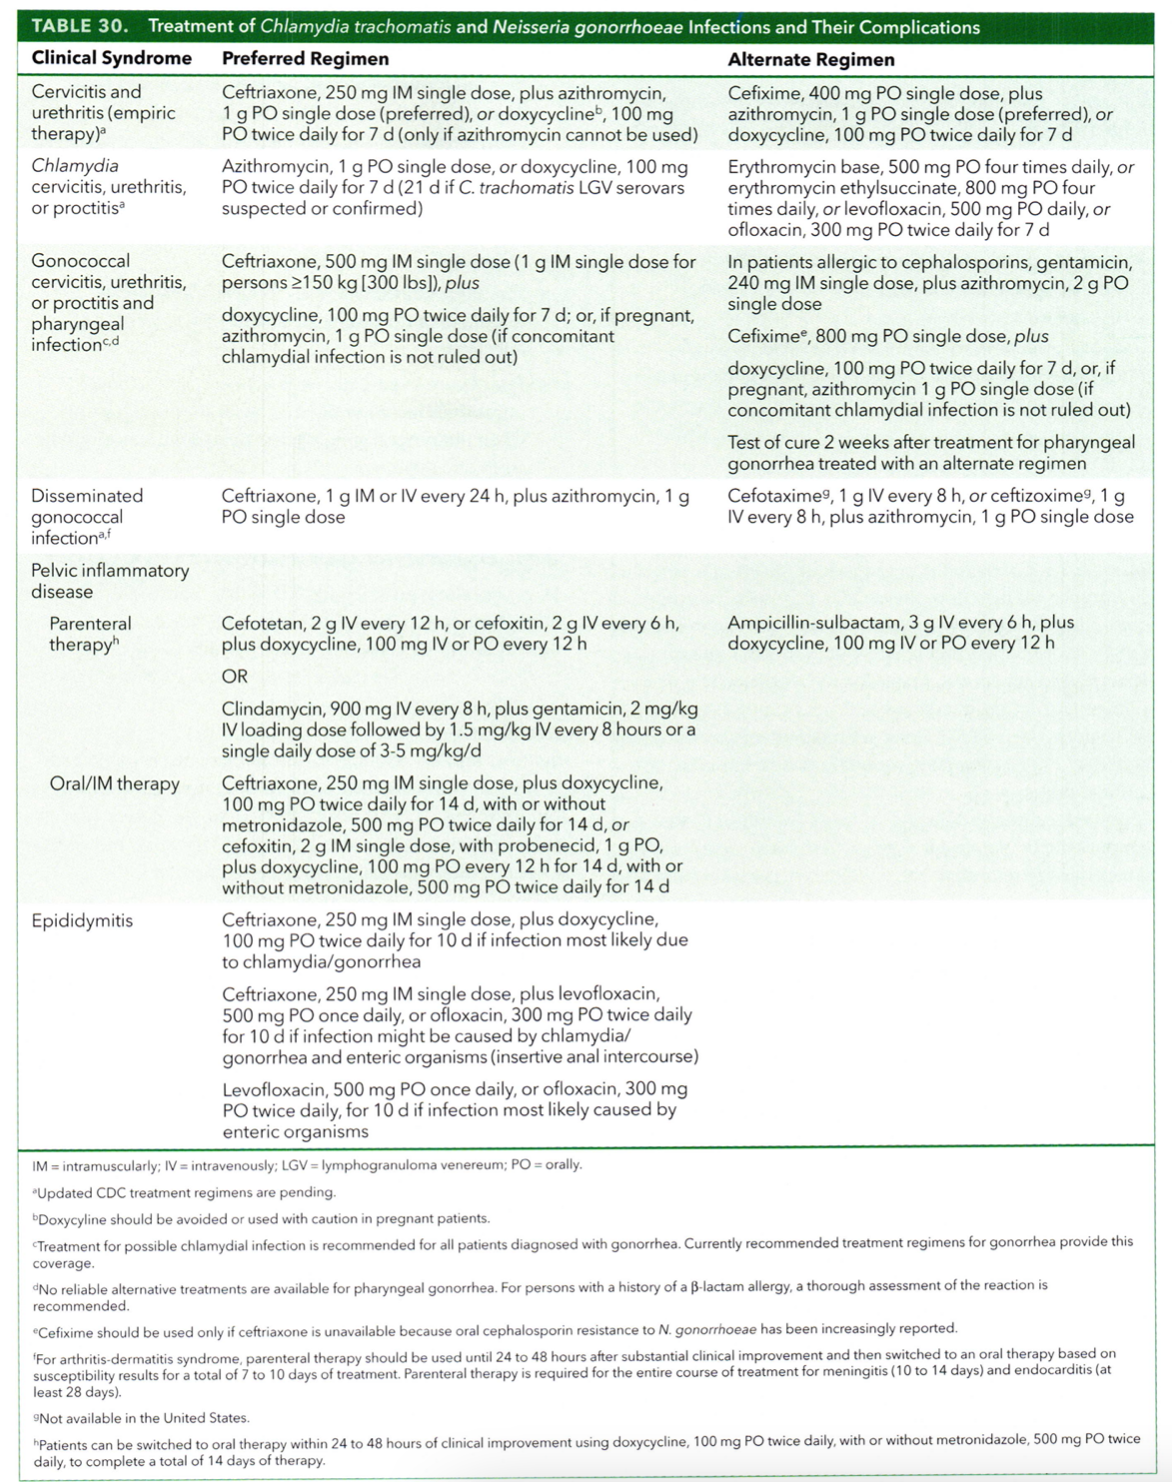 TABLE 30. Treatment of Chlamydia trachomatis and Neisseria gonorrhoeae Infections and Their Complications
Clinical Syndrome
Preferred Regimen
Alternate Regimen
Cervicitis and
urethritis (empiric
therapy)ᵃ
Ceftriaxone, 250 mg IM single dose, plus azithromycin,
1 g PO single dose (preferred), or doxycyclineᵇ, 100 mg
PO twice daily for 7 d (only if azithromycin cannot be used)
Cefixime, 400 mg PO single dose, plus
azithromycin, 1 g PO single dose (preferred), or
doxycycline, 100 mg PO twice daily for 7 d
Chlamydia
cervicitis, urethritis,
or proctitisᵃ
Azithromycin, 1 g PO single dose, or doxycycline, 100 mg
PO twice daily for 7 d (21 d if C. trachomatis LGV serovars
suspected or confirmed)
Erythromycin base, 500 mg PO four times daily, or
erythromycin ethylsuccinate, 800 mg PO four
times daily, or levofloxacin, 500 mg PO daily, or
ofloxacin, 300 mg PO twice daily for 7 d
Gonococcal
cervicitis, urethritis,
or proctitis and
pharyngeal
infectionᶜ,ᵈ
Ceftriaxone, 500 mg IM single dose (1 g IM single dose for
persons ≥150 kg [300 lbs]), plus
doxycycline, 100 mg PO twice daily for 7 d; or, if pregnant,
azithromycin, 1 g PO single dose (if concomitant
chlamydial infection is not ruled out)
In patients allergic to cephalosporins, gentamicin,
240 mg IM single dose, plus azithromycin, 2 g PO
single dose
Cefiximeᵉ, 800 mg PO single dose, plus
doxycycline, 100 mg PO twice daily for 7 d, or, if
pregnant, azithromycin 1 g PO single dose (if
concomitant chlamydial infection is not ruled out)
Test of cure 2 weeks after treatment for pharyngeal
gonorrhea treated with an alternate regimen
Disseminated
gonococcal
infectionᵃ,ᶠ
Ceftriaxone, 1 g IM or IV every 24 h, plus azithromycin, 1 g
PO single dose
Cefotaximeᵍ, 1 g IV every 8 h, or ceftizoximeᵍ, 1 g
IV every 8 h, plus azithromycin, 1 g PO single dose
Pelvic inflammatory
disease
Parenteral
therapyʰ
Cefotetan, 2 g IV every 12 h, or cefoxitin, 2 g IV every 6 h,
plus doxycycline, 100 mg IV or PO every 12 h
OR
Clindamycin, 900 mg IV every 8 h, plus gentamicin, 2 mg/kg
IV loading dose followed by 1.5 mg/kg IV every 8 hours or a
single daily dose of 3-5 mg/kg/d
Ampicillin-sulbactam, 3 g IV every 6 h, plus
doxycycline, 100 mg IV or PO every 12 h
Oral/IM therapy
Ceftriaxone, 250 mg IM single dose, plus doxycycline,
100 mg PO twice daily for 14 d, with or without
metronidazole, 500 mg PO twice daily for 14 d, or
cefoxitin, 2 g IM single dose, with probenecid, 1 g PO,
plus doxycycline, 100 mg PO every 12 h for 14 d, with or
without metronidazole, 500 mg PO twice daily for 14 d
Epididymitis
Ceftriaxone, 250 mg IM single dose, plus doxycycline,
100 mg PO twice daily for 10 d if infection most likely due
to chlamydia/gonorrhea
Ceftriaxone, 250 mg IM single dose, plus levofloxacin,
500 mg PO once daily, or ofloxacin, 300 mg PO twice daily
for 10 d if infection might be caused by chlamydia/
gonorrhea and enteric organisms (insertive anal intercourse)
Levofloxacin, 500 mg PO once daily, or ofloxacin, 300 mg
PO twice daily, for 10 d if infection most likely caused by
enteric organisms
IM = intramuscularly; IV = intravenously; LGV = lymphogranuloma venereum; PO = orally.
ᵃUpdated CDC treatment regimens are pending.
ᵇDoxycyline should be avoided or used with caution in pregnant patients.
ᶜTreatment for possible chlamydial infection is recommended for all patients diagnosed with gonorrhea. Currently recommended treatment regimens for gonorrhea provide this
coverage.
ᵈNo reliable alternative treatments are available for pharyngeal gonorrhea. For persons with a history of a β-lactam allergy, a thorough assessment of the reaction is
recommended.
ᵉCefixime should be used only if ceftriaxone is unavailable because oral cephalosporin resistance to N. gonorrhoeae has been increasingly reported.
ᶠFor arthritis-dermatitis syndrome, parenteral therapy should be used until 24 to 48 hours after substantial clinical improvement and then switched to an oral therapy based on
susceptibility results for a total of 7 to 10 days of treatment. Parenteral therapy is required for the entire course of treatment for meningitis (10 to 14 days) and endocarditis (at
least 28 days).
ᵍNot available in the United States.
ʰPatients can be switched to oral therapy within 24 to 48 hours of clinical improvement using doxycycline, 100 mg PO twice daily, with or without metronidazole, 500 mg PO twice
daily, to complete a total of 14 days of therapy.